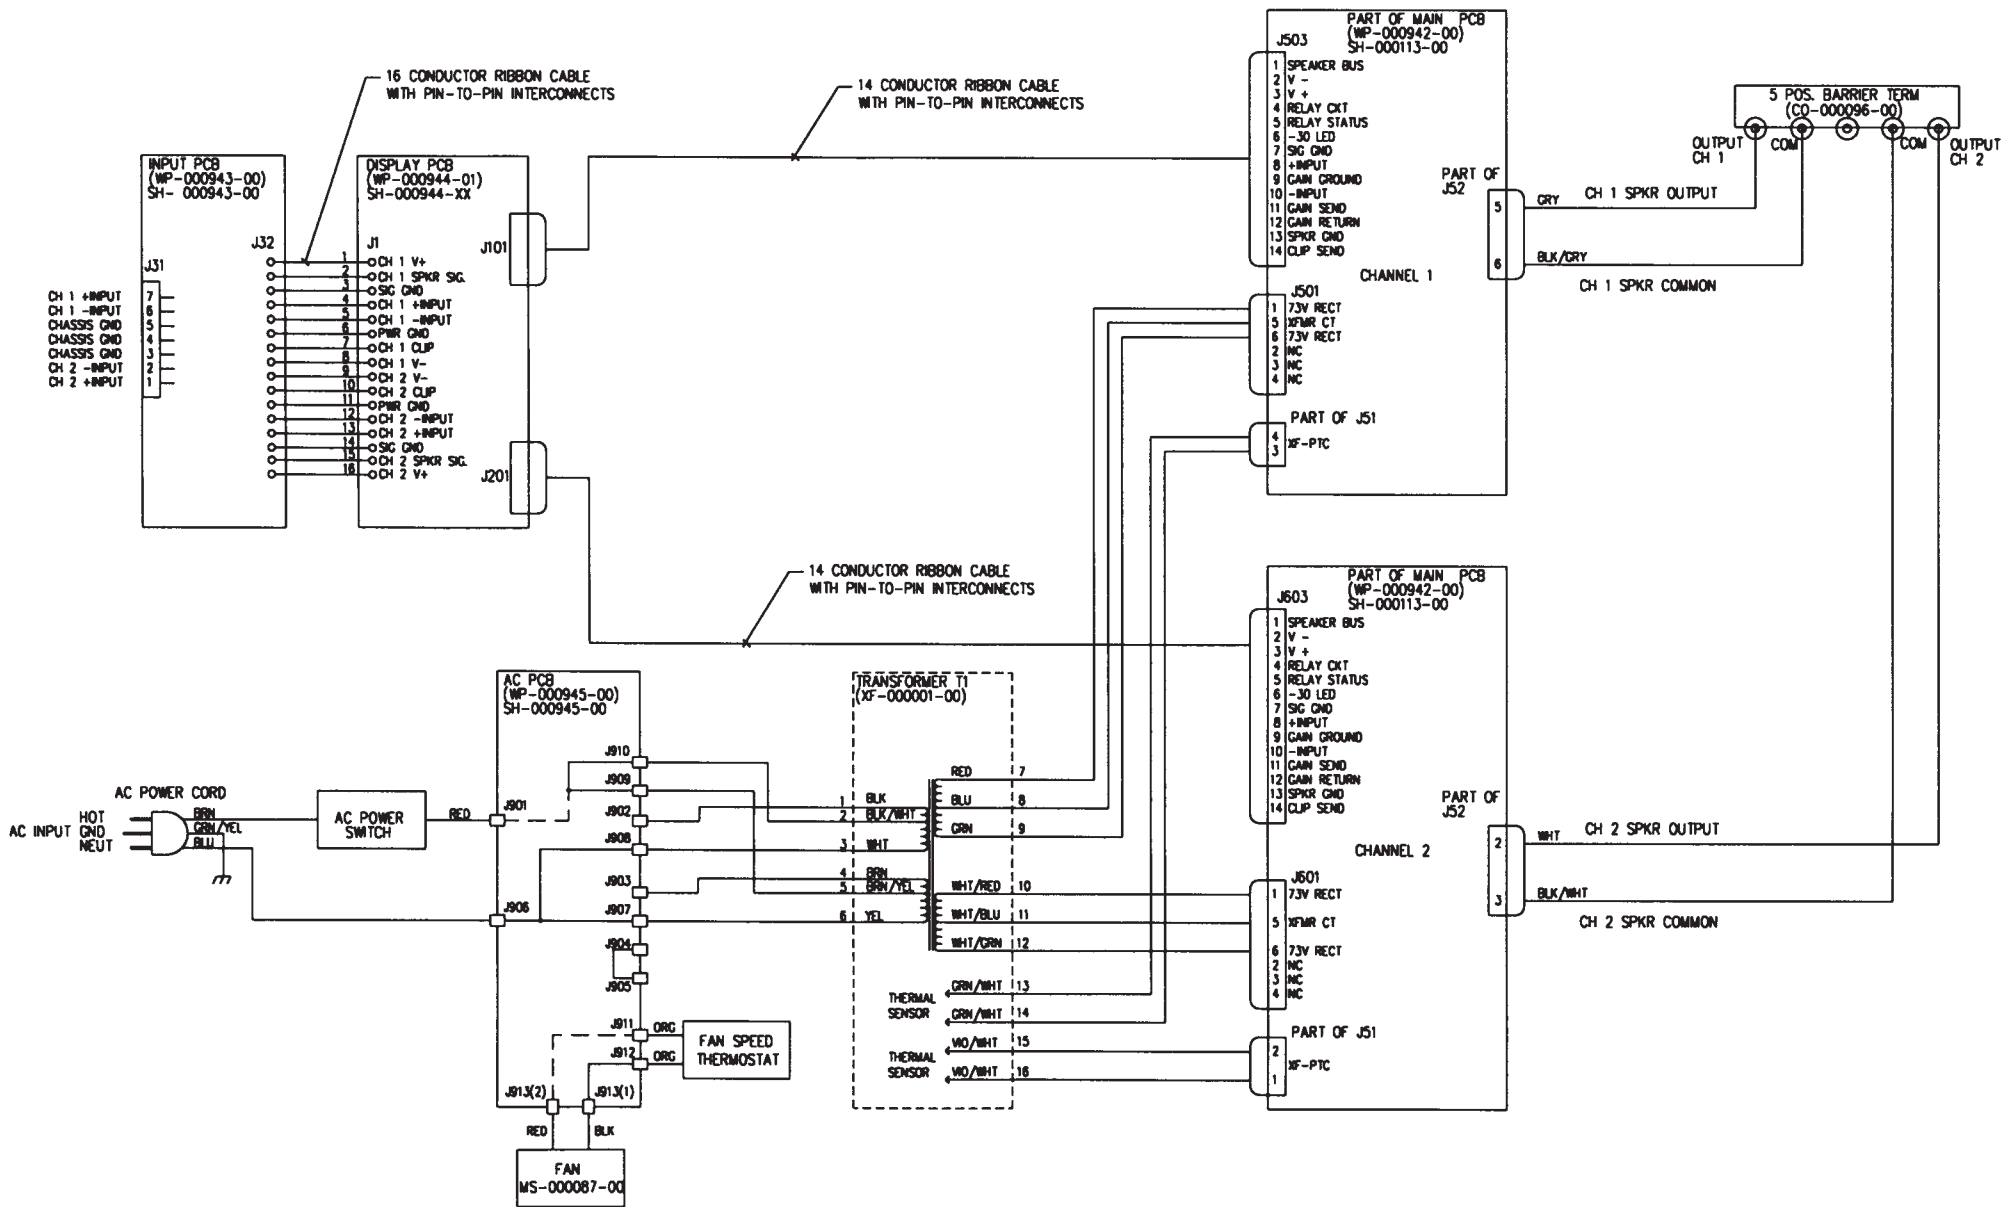 PART OF MAIN PCB
(WP-000942-00)
SH-000113-00
J503
1 SPEAKER BUS
2 V -
3 V +
4 RELAY CKT
5 RELAY STATUS
6 -30 LED
7 SIG GND
8 +INPUT
9 GAIN GROUND
10 -INPUT
11 GAIN SEND
12 GAIN RETURN
13 SPKR GND
14 CLIP SEND
CHANNEL 1
J501
1 73V RECT
5 XFMR CT
6 73V RECT
2 NC
3 NC
4 NC
PART OF J51
4
3 XF-PTC
PART OF
J52
5
6
GRY
CH 1 SPKR OUTPUT
BLK/GRY
CH 1 SPKR COMMON
5 POS. BARRIER TERM
(CO-000096-00)
OUTPUT
CH 1
COM
COM
OUTPUT
CH 2
16 CONDUCTOR RIBBON CABLE
WITH PIN-TO-PIN INTERCONNECTS
14 CONDUCTOR RIBBON CABLE
WITH PIN-TO-PIN INTERCONNECTS
INPUT PCB
(WP-000943-00)
SH- 000943-00
J32
J31
CH 1 +INPUT 7
CH 1 -INPUT 6
CHASSIS GND 5
CHASSIS GND 4
CHASSIS GND 3
CH 2 -INPUT 2
CH 2 +INPUT 1
DISPLAY PCB
(WP-000944-01)
SH-000944-XX
J1
J101
J201
1 CH 1 V+
2 CH 1 SPKR SIG.
3 SIG GND
4 CH 1 +INPUT
5 CH 1 -INPUT
6 PWR GND
7 CH 1 CLIP
8 CH 1 V-
9 CH 2 V-
10 CH 2 CLIP
11 PWR GND
12 CH 2 -INPUT
13 CH 2 +INPUT
14 SIG GND
15 CH 2 SPKR SIG.
16 CH 2 V+
14 CONDUCTOR RIBBON CABLE
WITH PIN-TO-PIN INTERCONNECTS
PART OF MAIN PCB
(WP-000942-00)
SH-000113-00
J603
1 SPEAKER BUS
2 V -
3 V +
4 RELAY CKT
5 RELAY STATUS
6 -30 LED
7 SIG GND
8 +INPUT
9 GAIN GROUND
10 -INPUT
11 GAIN SEND
12 GAIN RETURN
13 SPKR GND
14 CLIP SEND
CHANNEL 2
J601
1 73V RECT
5 XFMR CT
6 73V RECT
2 NC
3 NC
4 NC
PART OF J51
2
XF-PTC
1
PART OF
J52
2
3
WHT
CH 2 SPKR OUTPUT
BLK/WHT
CH 2 SPKR COMMON
AC POWER CORD
HOT
AC INPUT GND
NEUT
BRN
GRN/YEL
BLU
AC POWER
SWITCH
RED
AC PCB
(WP-000945-00)
SH-000945-00
J901
J906
J910
J909
J902
J908
J903
J907
J904
J905
J911
J912
J913(2)
J913(1)
ORG
ORG
FAN SPEED
THERMOSTAT
RED
BLK
FAN
MS-000087-00
TRANSFORMER T1
(XF-000001-00)
1 BLK
2 BLK/WHT
3 WHT
4 BRN
5 BRN/YEL
6 YEL
RED 7
BLU 8
GRN 9
WHT/RED 10
WHT/BLU 11
WHT/GRN 12
THERMAL
SENSOR
GRN/WHT 13
GRN/WHT 14
THERMAL
SENSOR
VIO/WHT 15
VIO/WHT 16